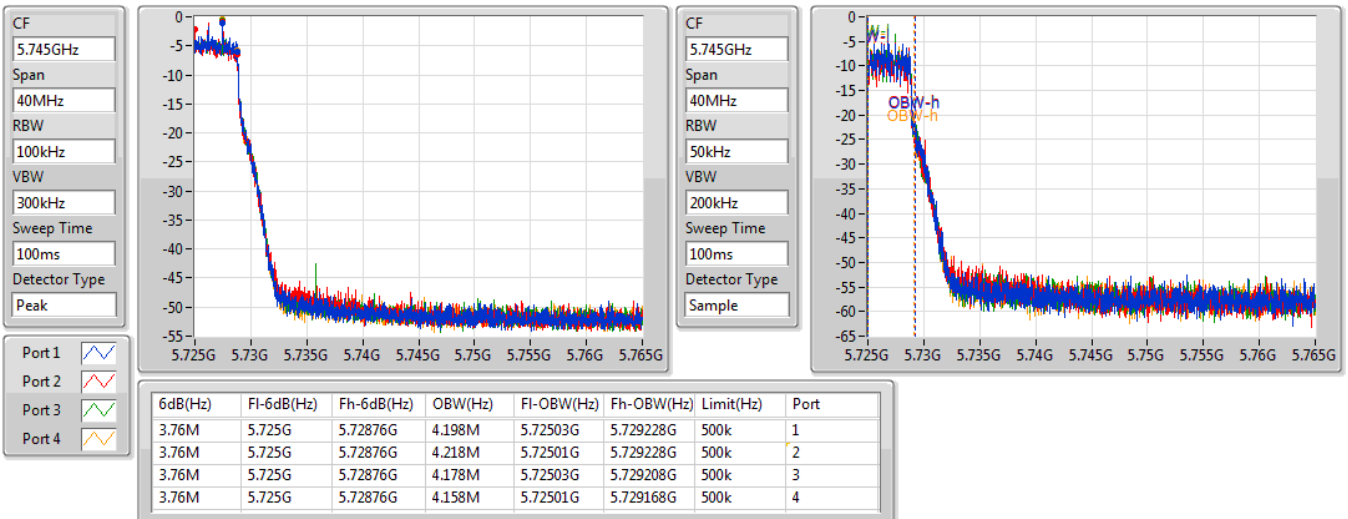 CF
5.745GHz
Span
40MHz
RBW
100kHz
VBW
300kHz
Sweep Time
100ms
Detector Type
Peak
0-
-5-
-10-
-15-
-20-
-25-
-30-
-35-
-40-
-45-
-50-
-55-
5.725G 5.73G 5.735G 5.74G 5.745G 5.75G 5.755G 5.76G 5.765G
CF
5.745GHz
Span
40MHz
RBW
50kHz
VBW
200kHz
Sweep Time
100ms
Detector Type
Sample
0-
-5-
-10-
-15-
-20-
-25-
-30-
-35-
-40-
-45-
-50-
-55-
-60-
-65-
OBW-h
OBW-h
5.725G 5.73G 5.735G 5.74G 5.745G 5.75G 5.755G 5.76G 5.765G
Port 1
Port 2
Port 3
Port 4
6dB(Hz) Fl-6dB(Hz) Fh-6dB(Hz) OBW(Hz) Fl-OBW(Hz) Fh-OBW(Hz) Limit(Hz) Port
3.76M 5.725G 5.72876G 4.198M 5.72503G 5.729228G 500k 1
3.76M 5.725G 5.72876G 4.218M 5.72501G 5.729228G 500k 2
3.76M 5.725G 5.72876G 4.178M 5.72503G 5.729208G 500k 3
3.76M 5.725G 5.72876G 4.158M 5.72501G 5.729168G 500k 4